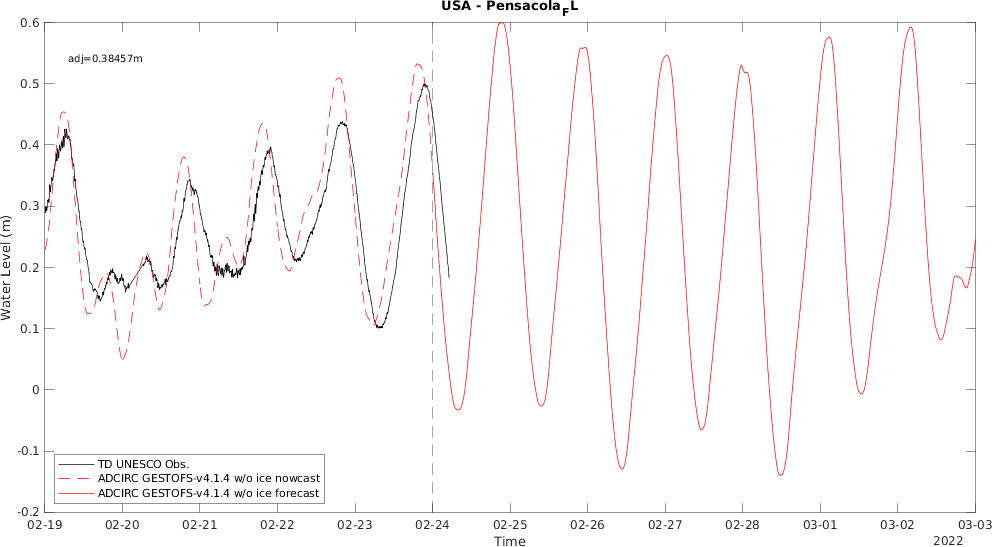 USA - Pensacola_FL
0.6
adj=0.38457m
0.5
0.4
0.3
0.2
0.1
0
-0.1
-0.2
Water Level (m)
TD UNESCO Obs.
ADCIRC GESTOFS-v4.1.4 w/o ice nowcast
ADCIRC GESTOFS-v4.1.4 w/o ice forecast
02-19 02-20 02-21 02-22 02-23 02-24 02-25 02-26 02-27 02-28 03-01 03-02 03-03
Time
2022